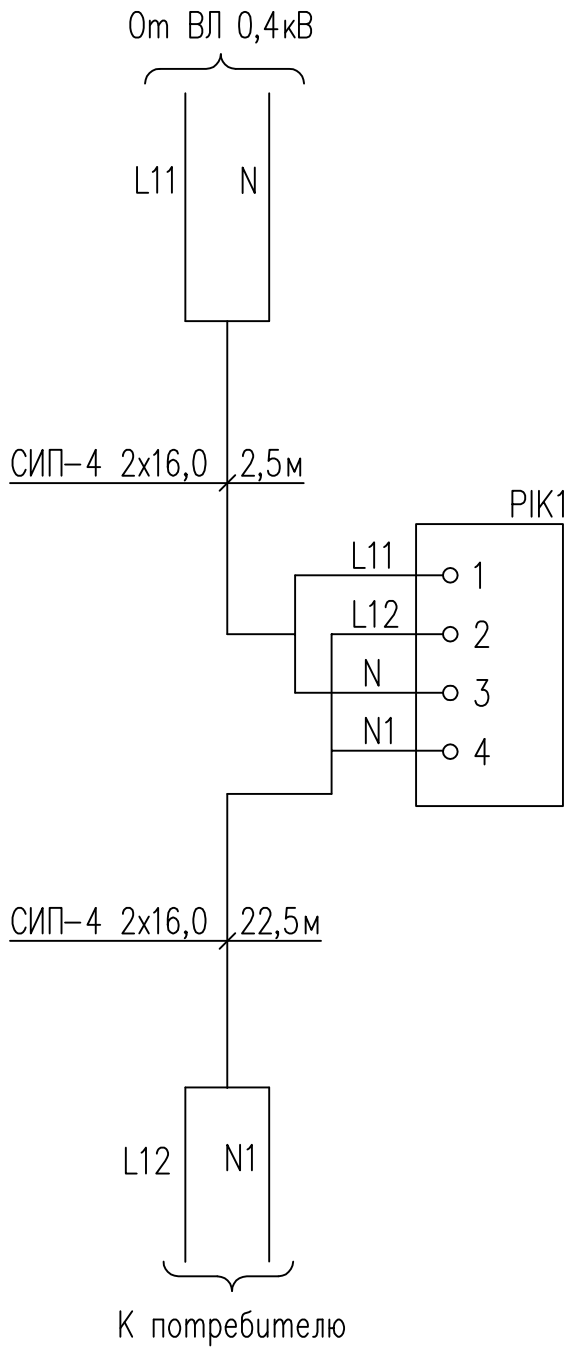 От ВЛ 0,4кВ
L11 N
СИП-4 2х16,0 2,5м
PIK1
L11 1
L12 2
N 3
N1 4
СИП-4 2х16,0 22,5м
L12 N1
К потребителю